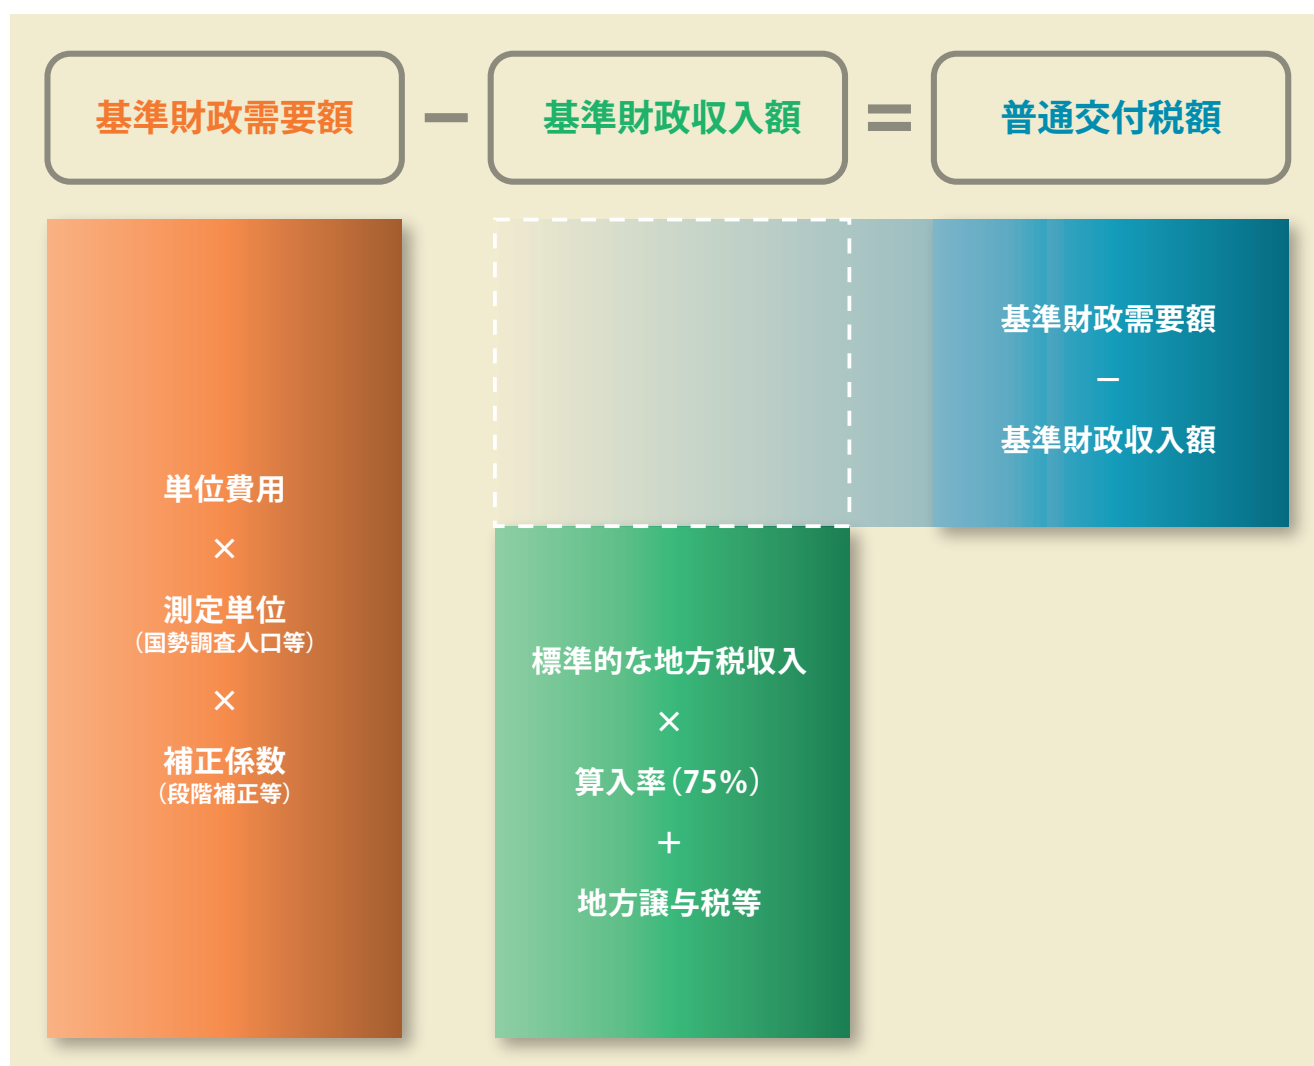 基準財政需要額 − 基準財政収入額 = 普通交付税額
単位費用
×
測定単位
（国勢調査人口等）
×
補正係数
（段階補正等）
標準的な地方税収入
×
算入率（75%）
＋
地方譲与税等
基準財政需要額
−
基準財政収入額